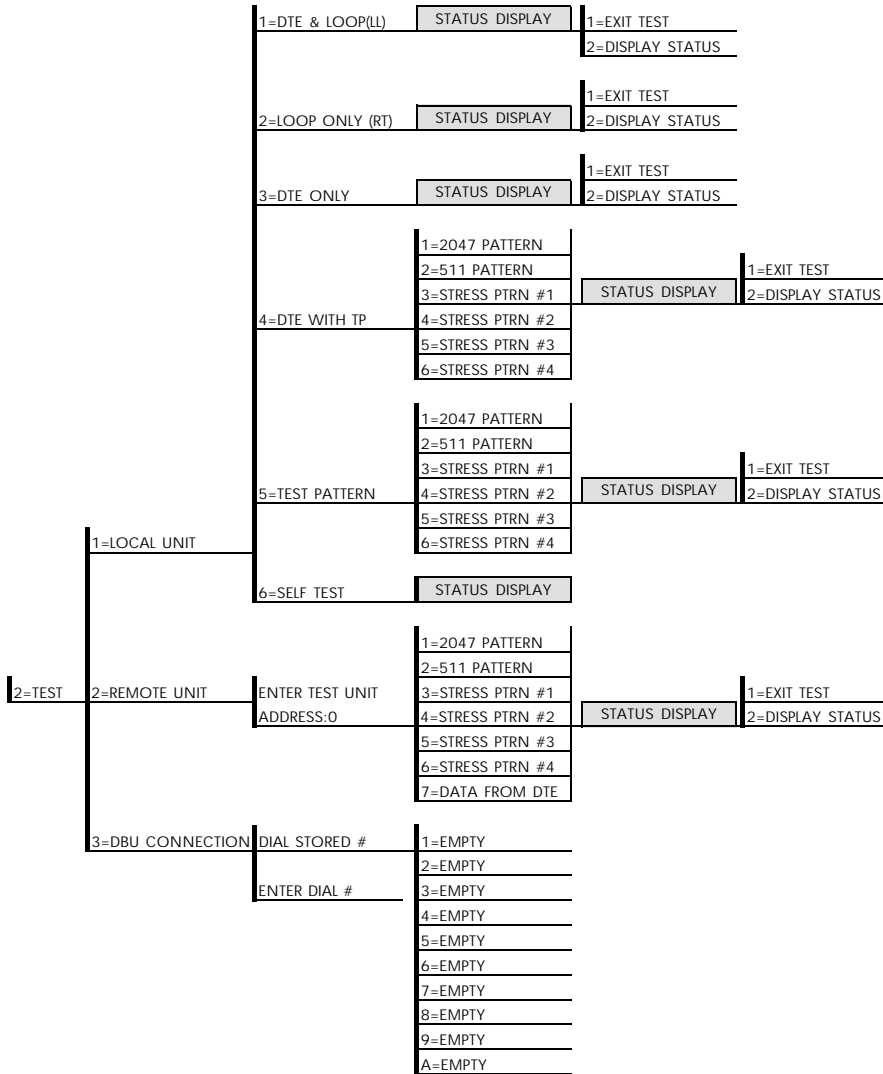 1=DTE & LOOP(LL) STATUS DISPLAY 1=EXIT TEST
2=DISPLAY STATUS
1=EXIT TEST
2=LOOP ONLY (RT) STATUS DISPLAY 2=DISPLAY STATUS
1=EXIT TEST
3=DTE ONLY STATUS DISPLAY 2=DISPLAY STATUS
1=2047 PATTERN
2=511 PATTERN 1=EXIT TEST
3=STRESS PTRN #1 STATUS DISPLAY 2=DISPLAY STATUS
4=DTE WITH TP 4=STRESS PTRN #2
5=STRESS PTRN #3
6=STRESS PTRN #4
1=2047 PATTERN
2=511 PATTERN
3=STRESS PTRN #1 1=EXIT TEST
5=TEST PATTERN 4=STRESS PTRN #2 STATUS DISPLAY 2=DISPLAY STATUS
5=STRESS PTRN #3
1=LOCAL UNIT 6=STRESS PTRN #4
6=SELF TEST STATUS DISPLAY
1=2047 PATTERN
2=511 PATTERN
2=TEST 2=REMOTE UNIT ENTER TEST UNIT 3=STRESS PTRN #1 1=EXIT TEST
ADDRESS:0 4=STRESS PTRN #2 STATUS DISPLAY 2=DISPLAY STATUS
5=STRESS PTRN #3
6=STRESS PTRN #4
7=DATA FROM DTE
3=DBU CONNECTION DIAL STORED # 1=EMPTY
2=EMPTY
ENTER DIAL # 3=EMPTY
4=EMPTY
5=EMPTY
6=EMPTY
7=EMPTY
8=EMPTY
9=EMPTY
A=EMPTY